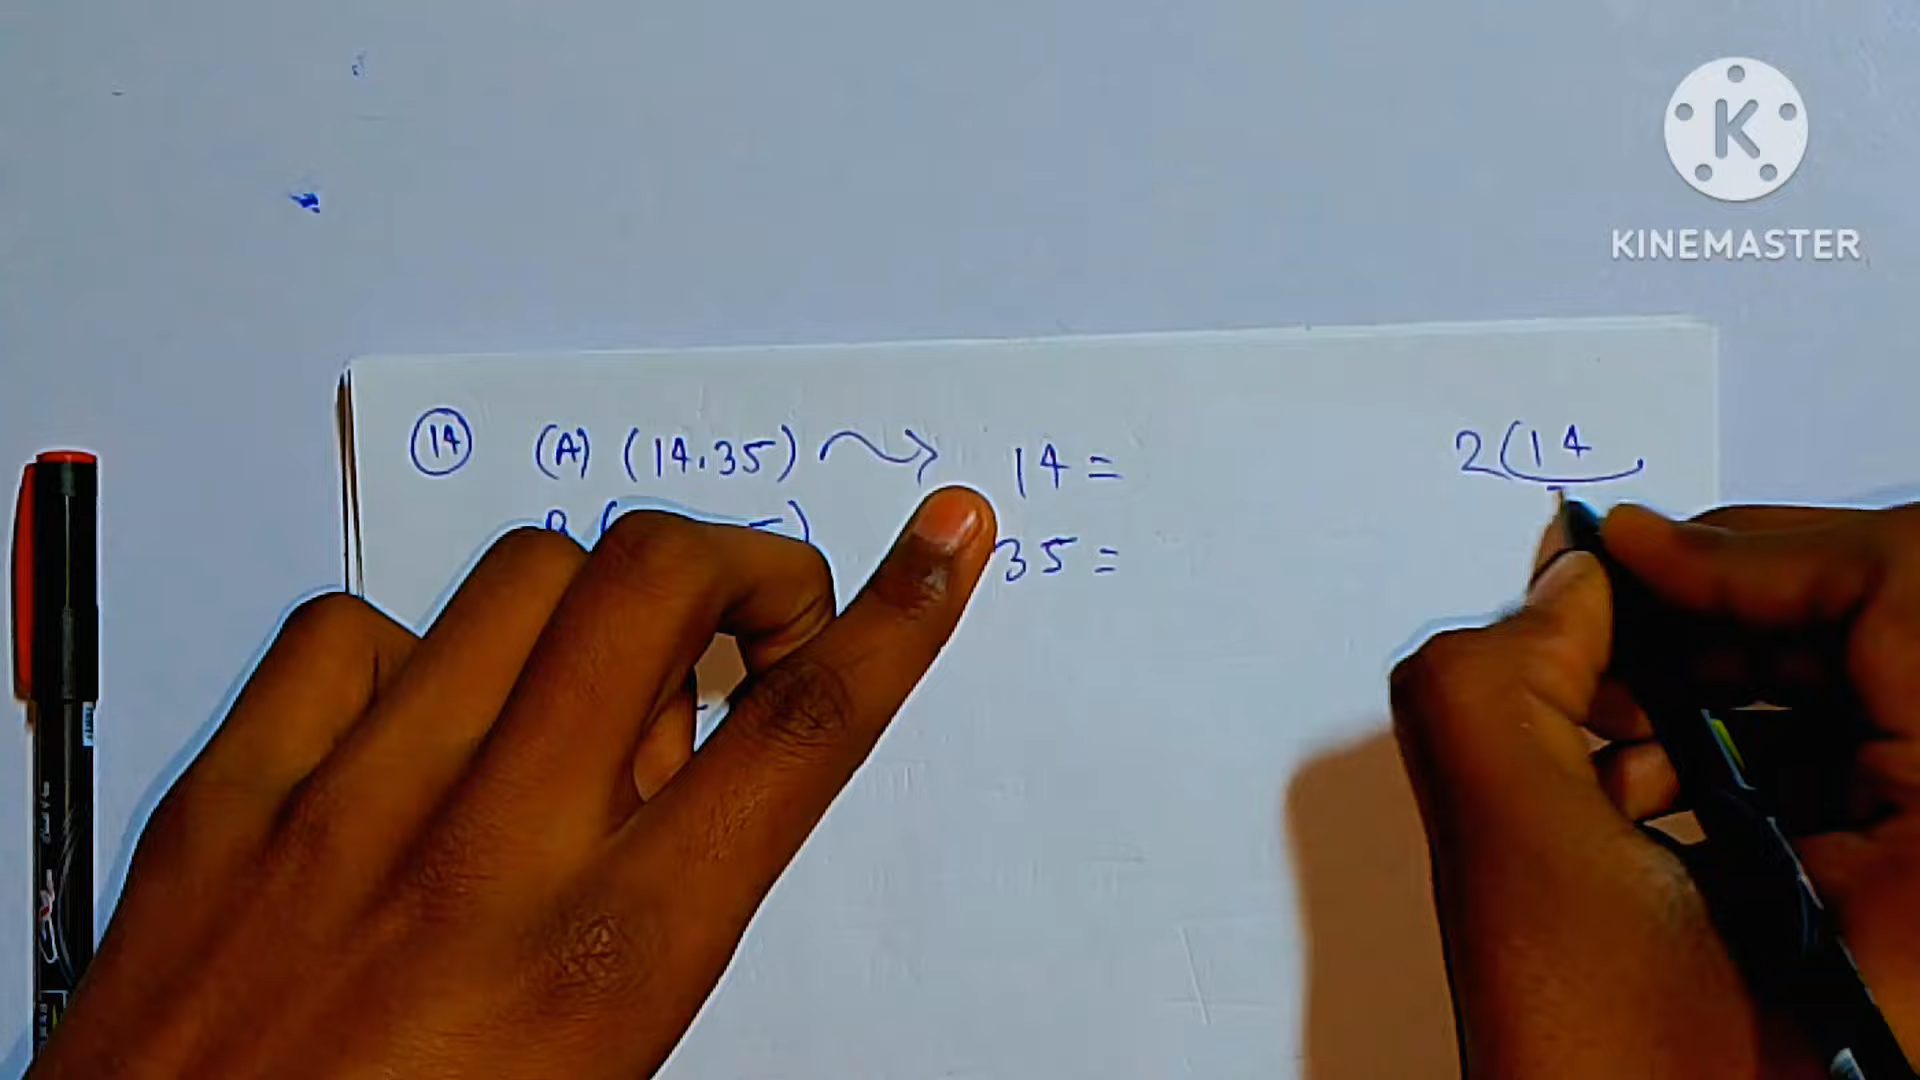 K
KINEMASTER
14 (A) (14.35) 14 = 2(14
35 =